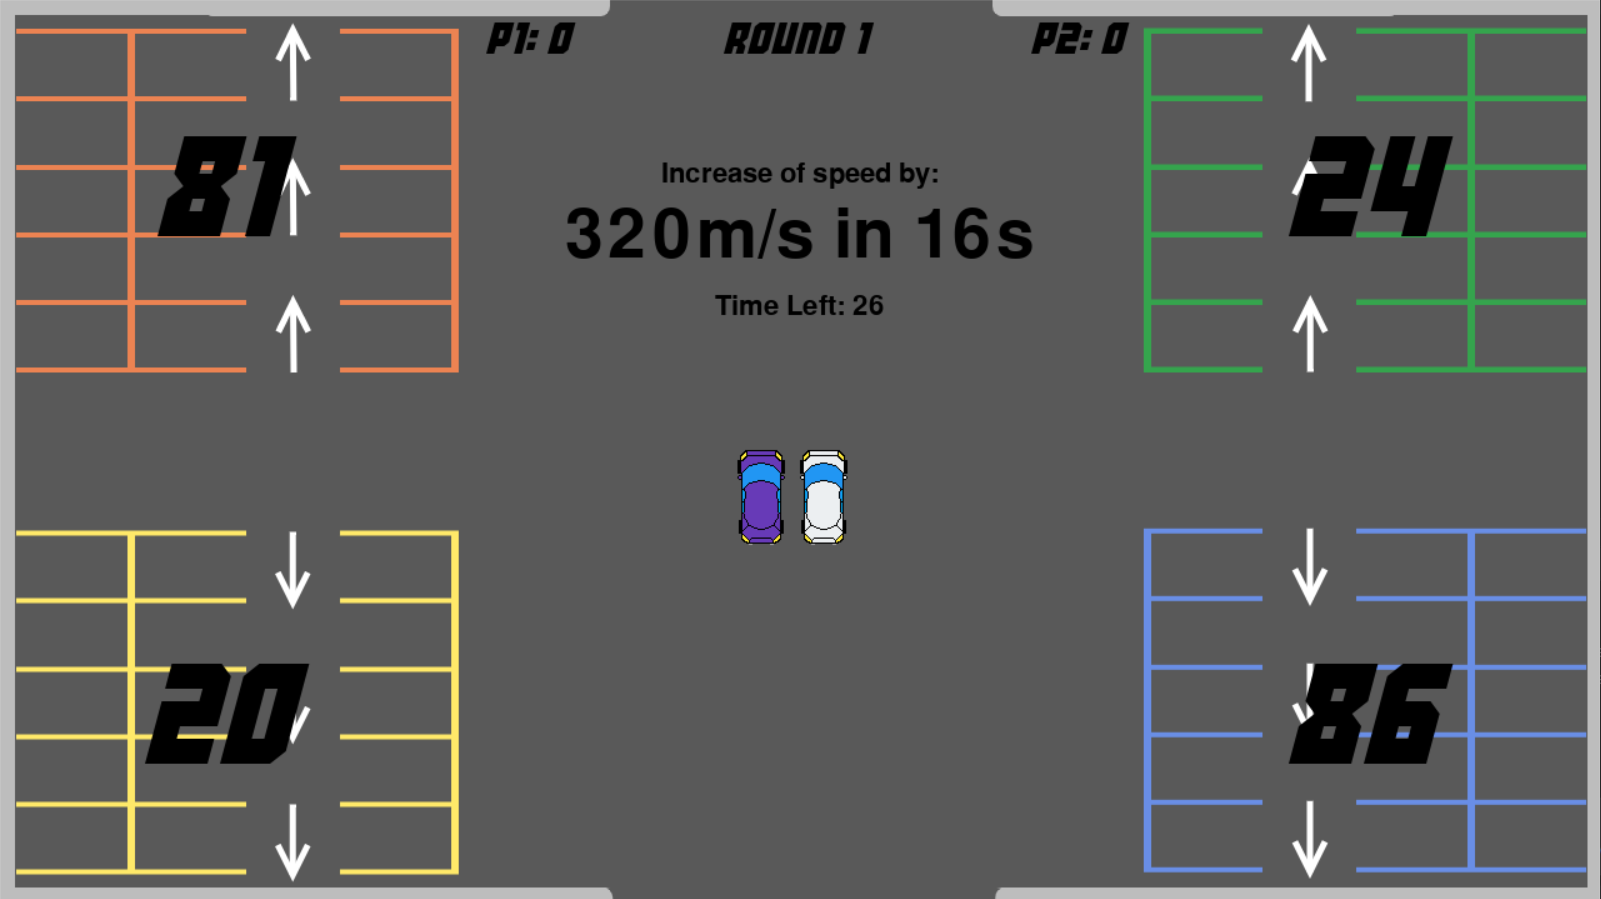 P1: 0
ROUND 1
P2: 0
81
24
Increase of speed by:
320m/s in 16s
Time Left: 26
20
86